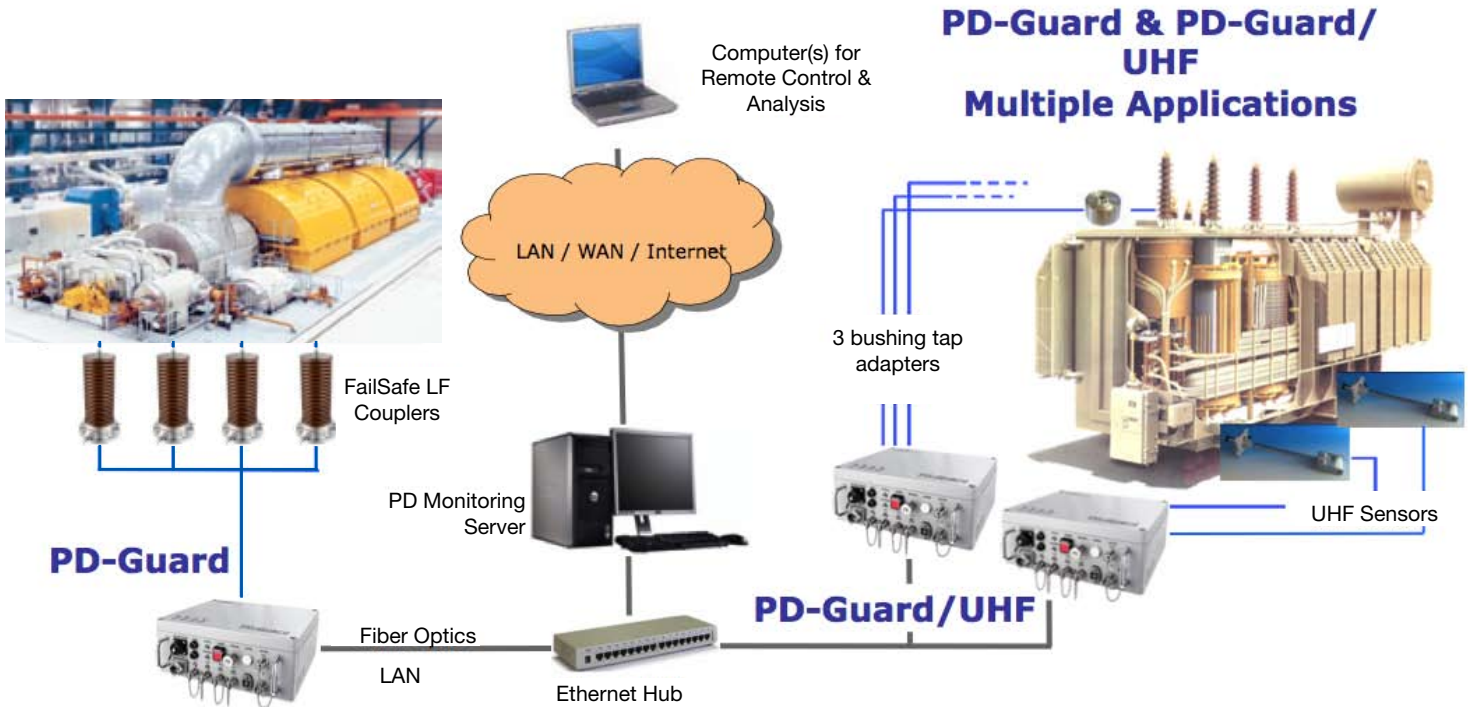 PD-Guard & PD-Guard/
UHF
Multiple Applications
Computer(s) for
Remote Control &
Analysis
LAN / WAN / Internet
3 bushing tap
adapters
FailSafe LF
Couplers
PD Monitoring
Server
UHF Sensors
PD-Guard
PD-Guard/UHF
Fiber Optics
LAN
Ethernet Hub